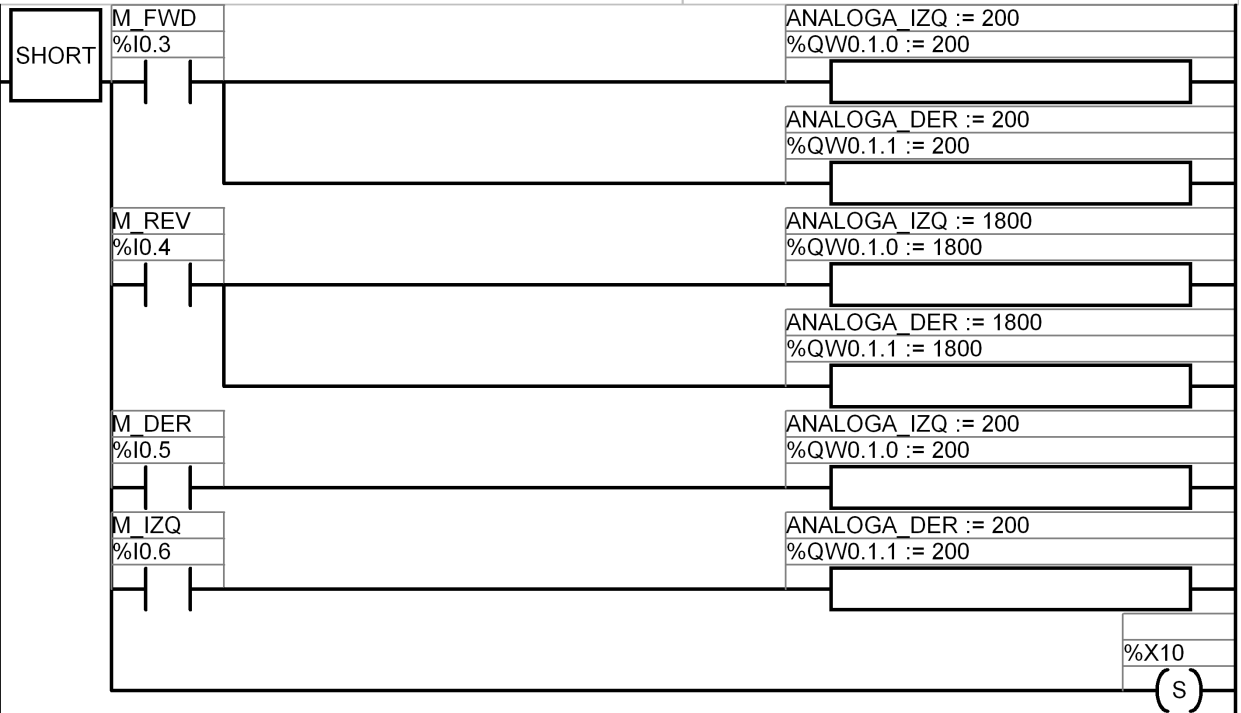 SHORT
M_FWD
%I0.3
ANALOGA_IZQ := 200
%QW0.1.0 := 200
ANALOGA_DER := 200
%QW0.1.1 := 200
M_REV
%I0.4
ANALOGA_IZQ := 1800
%QW0.1.0 := 1800
ANALOGA_DER := 1800
%QW0.1.1 := 1800
M_DER
%I0.5
ANALOGA_IZQ := 200
%QW0.1.0 := 200
M_IZQ
%I0.6
ANALOGA_DER := 200
%QW0.1.1 := 200
%X10
S